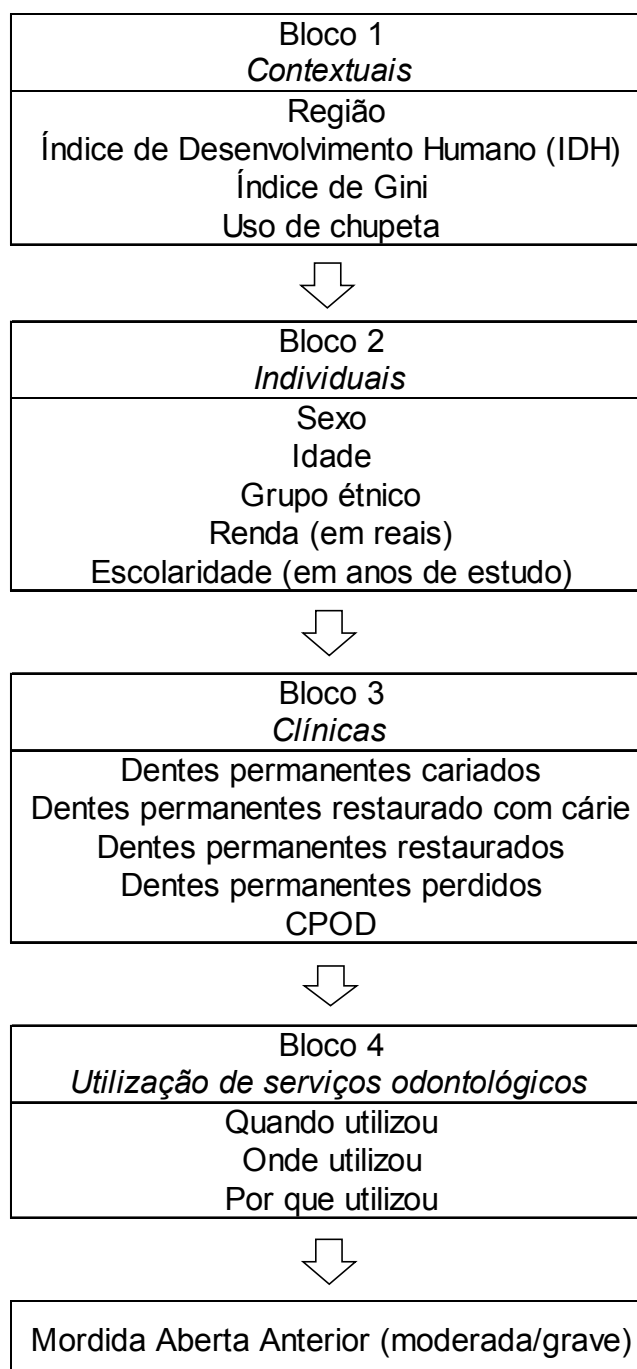 Bloco 1
Contextuais
Região
Índice de Desenvolvimento Humano (IDH)
Índice de Gini
Uso de chupeta
Bloco 2
Individuais
Sexo
Idade
Grupo étnico
Renda (em reais)
Escolaridade (em anos de estudo)
Bloco 3
Clínicas
Dentes permanentes cariados
Dentes permanentes restaurado com cárie
Dentes permanentes restaurados
Dentes permanentes perdidos
CPOD
Bloco 4
Utilização de serviços odontológicos
Quando utilizou
Onde utilizou
Por que utilizou
Mordida Aberta Anterior (moderada/grave)